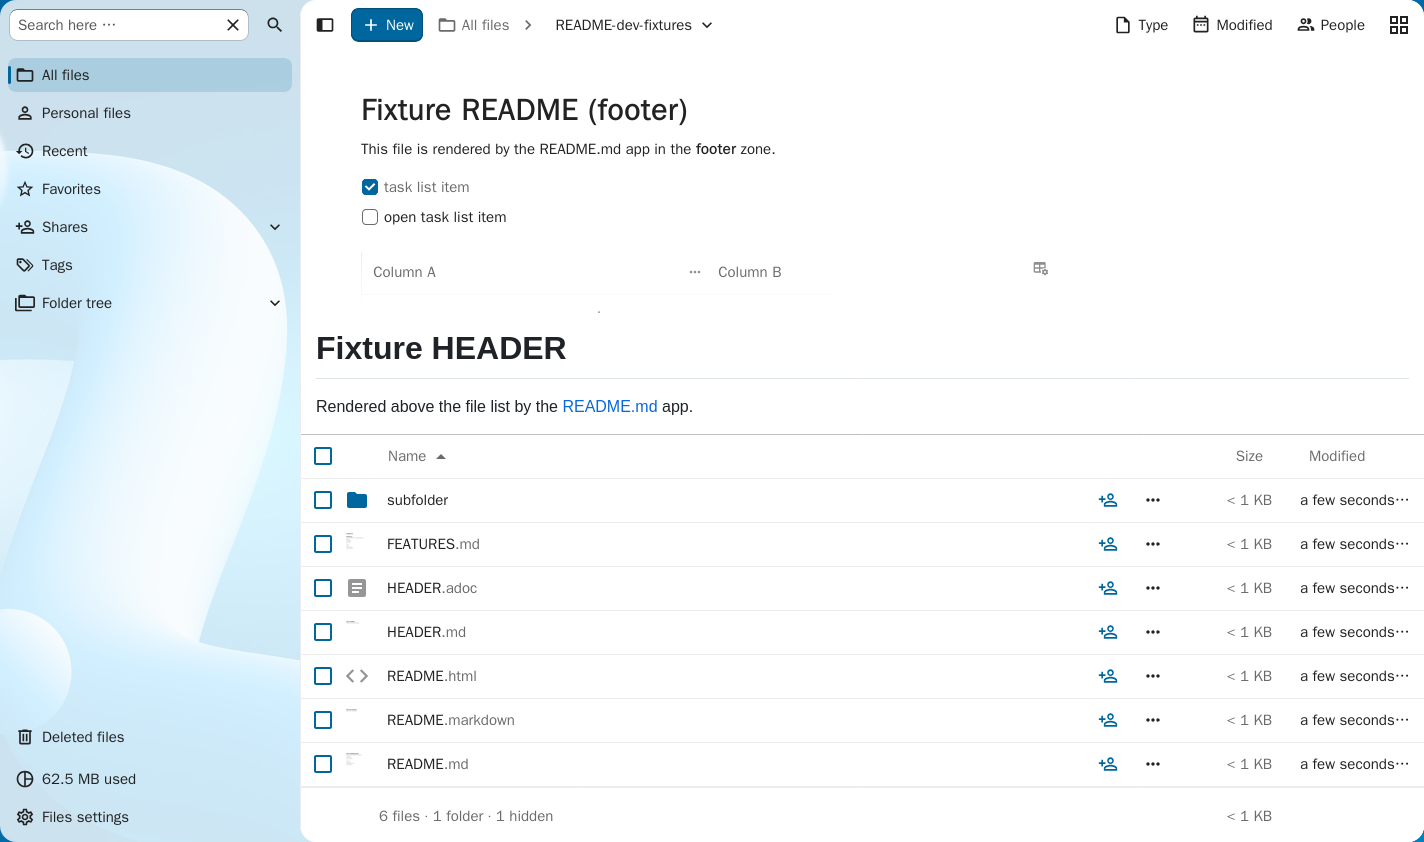 Search here ···
All files
Personal files
Recent
Favorites
Shares
Tags
Folder tree
Deleted files
62.5 MB used
Files settings
New
All files
README-dev-fixtures
Type
Modified
People
Fixture README (footer)
This file is rendered by the README.md app in the footer zone.
task list item
open task list item
Column A
Column B
Fixture HEADER
Rendered above the file list by the README.md app.
Name Size Modified
subfolder < 1 KB a few seconds···
FEATURES.md < 1 KB a few seconds···
HEADER.adoc < 1 KB a few seconds···
HEADER.md < 1 KB a few seconds···
README.html < 1 KB a few seconds···
README.markdown < 1 KB a few seconds···
README.md < 1 KB a few seconds···
6 files · 1 folder · 1 hidden < 1 KB